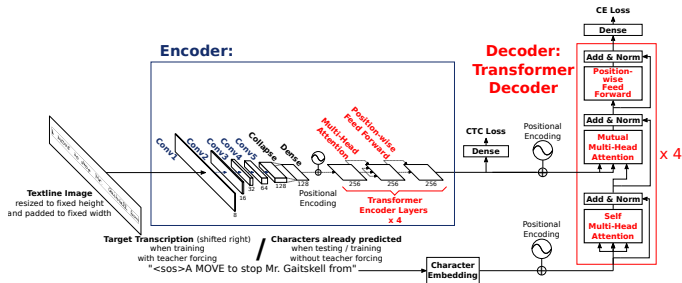 CE Loss
Dense
Encoder:
Decoder:
Transformer
Decoder
Add & Norm
Position-
wise
Feed
Forward
Add & Norm
Mutual
Multi-Head
Attention
x 4
Add & Norm
Self
Multi-Head
Attention
Conv1
Conv2
Conv3
Conv4
Conv5
Collapse
Dense
8
16
32
64
128
128
Positional
Encoding
Multi-Head
Attention
Position-wise
Feed Forward
256
256
256
Transformer
Encoder Layers
x 4
CTC Loss
Dense
Positional
Encoding
Textline Image
resized to fixed height
and padded to fixed width
Target Transcription (shifted right)
when training
with teacher forcing
/
Characters already predicted
when testing / training
without teacher forcing
"<sos>A MOVE to stop Mr. Gaitskell from"
Character
Embedding
Positional
Encoding